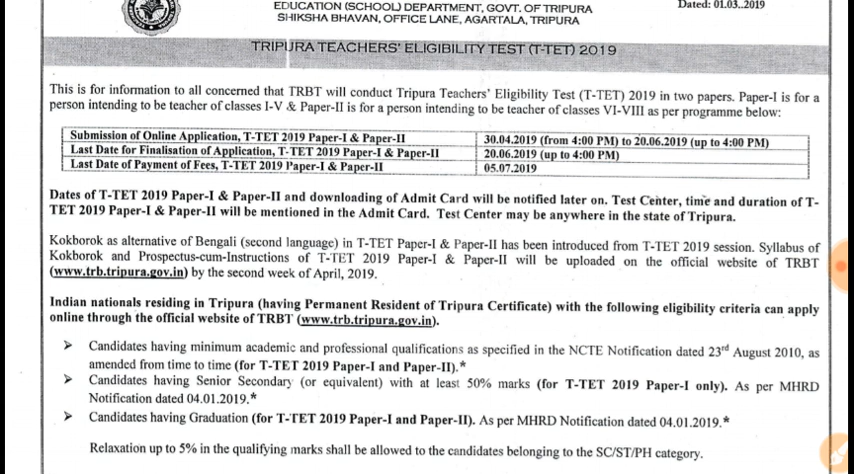 EDUCATION (SCHOOL) DEPARTMENT, GOVT. OF TRIPURA
Dated: 01.03..2019
SHIKSHA BHAVAN, OFFICE LANE, AGARTALA, TRIPURA
TRIPURA TEACHERS' ELIGIBILITY TEST (T-TET) 2019
This is for information to all concerned that TRBT will conduct Tripura Teachers' Eligibility Test (T-TET) 2019 in two papers. Paper-I is for a
person intending to be teacher of classes I-V & Paper-II is for a person intending to be teacher of classes VI-VIII as per programme below:
Submission of Online Application, T-TET 2019 Paper-I & Paper-II 30.04.2019 (from 4:00 PM) to 20.06.2019 (up to 4:00 PM)
Last Date for Finalisation of Application, T-TET 2019 Paper-I & Paper-II 20.06.2019 (up to 4:00 PM)
Last Date of Payment of Fees, T-TET 2019 Paper-I & Paper-II 05.07.2019
Dates of T-TET 2019 Paper-I & Paper-II and downloading of Admit Card will be notified later on. Test Center, time and duration of T-
TET 2019 Paper-I & Paper-II will be mentioned in the Admit Card. Test Center may be anywhere in the state of Tripura.
Kokborok as alternative of Bengali (second language) in T-TET Paper-I & Paper-II has been introduced from T-TET 2019 session. Syllabus of
Kokborok and Prospectus-cum-Instructions of T-TET 2019 Paper-I & Paper-II will be uploaded on the official website of TRBT
(www.trb.tripura.gov.in) by the second week of April, 2019.
Indian nationals residing in Tripura (having Permanent Resident of Tripura Certificate) with the following eligibility criteria can apply
online through the official website of TRBT (www.trb.tripura.gov.in).
➤ Candidates having minimum academic and professional qualifications as specified in the NCTE Notification dated 23rd August 2010, as
amended from time to time (for T-TET 2019 Paper-I and Paper-II).*
➤ Candidates having Senior Secondary (or equivalent) with at least 50% marks (for T-TET 2019 Paper-I only). As per MHRD
Notification dated 04.01.2019.*
➤ Candidates having Graduation (for T-TET 2019 Paper-I and Paper-II). As per MHRD Notification dated 04.01.2019.*
Relaxation up to 5% in the qualifying marks shall be allowed to the candidates belonging to the SC/ST/PH category.